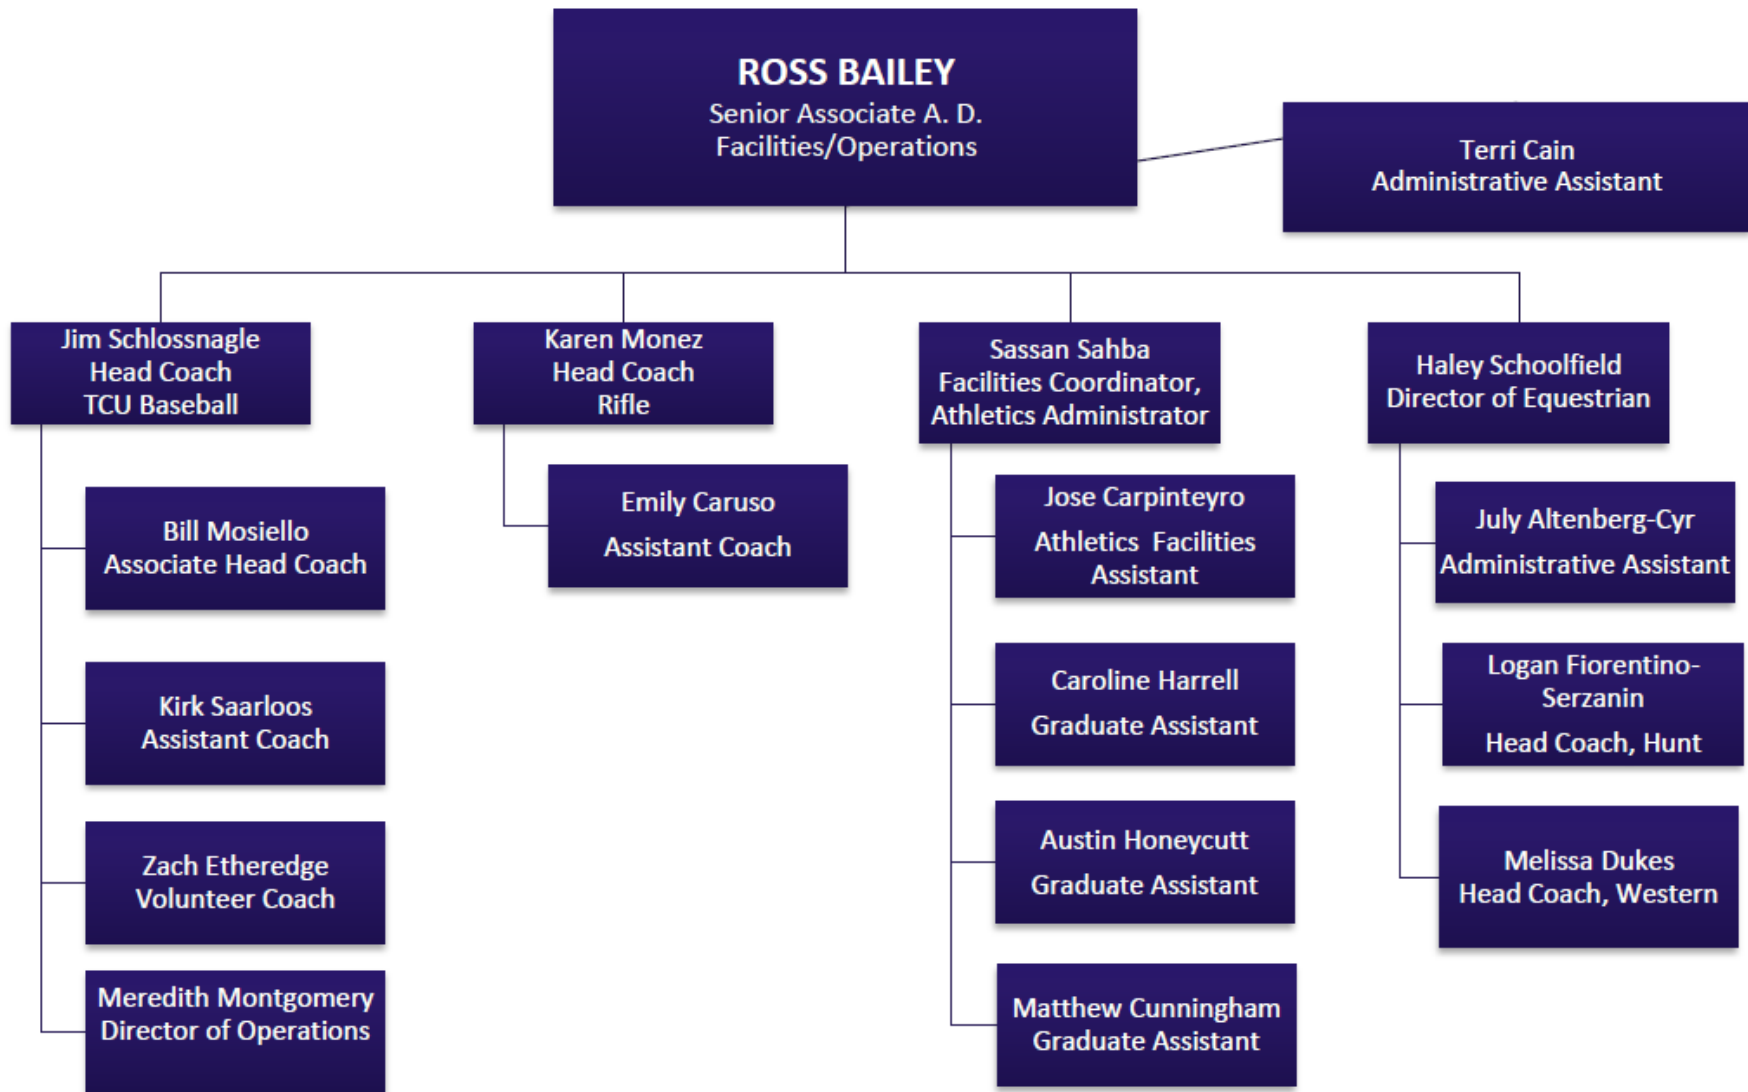 ROSS BAILEY
Senior Associate A. D.
Facilities/Operations
Terri Cain
Administrative Assistant
Jim Schlossnagle
Head Coach
TCU Baseball
Bill Mosiello
Associate Head Coach
Kirk Saarloos
Assistant Coach
Zach Etheredge
Volunteer Coach
Meredith Montgomery
Director of Operations
Karen Monez
Head Coach
Rifle
Emily Caruso
Assistant Coach
Sassan Sahba
Facilities Coordinator,
Athletics Administrator
Jose Carpinteyro
Athletics Facilities
Assistant
Caroline Harrell
Graduate Assistant
Austin Honeycutt
Graduate Assistant
Matthew Cunningham
Graduate Assistant
Haley Schoolfield
Director of Equestrian
July Altenberg-Cyr
Administrative Assistant
Logan Fiorentino-
Serzanin
Head Coach, Hunt
Melissa Dukes
Head Coach, Western